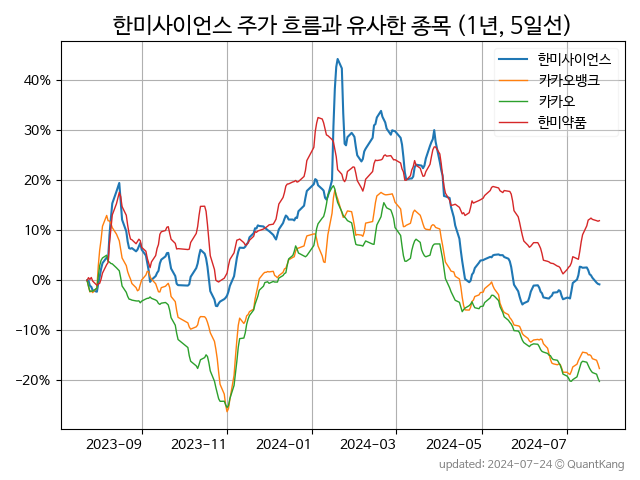 한미사이언스 주가 흐름과 유사한 종목 (1년, 5일선)
한미사이언스
카카오뱅크
카카오
한미약품
40%
30%
20%
10%
0%
−10%
−20%
2023-09
2023-11
2024-01
2024-03
2024-05
2024-07
updated: 2024-07-24 © QuantKang